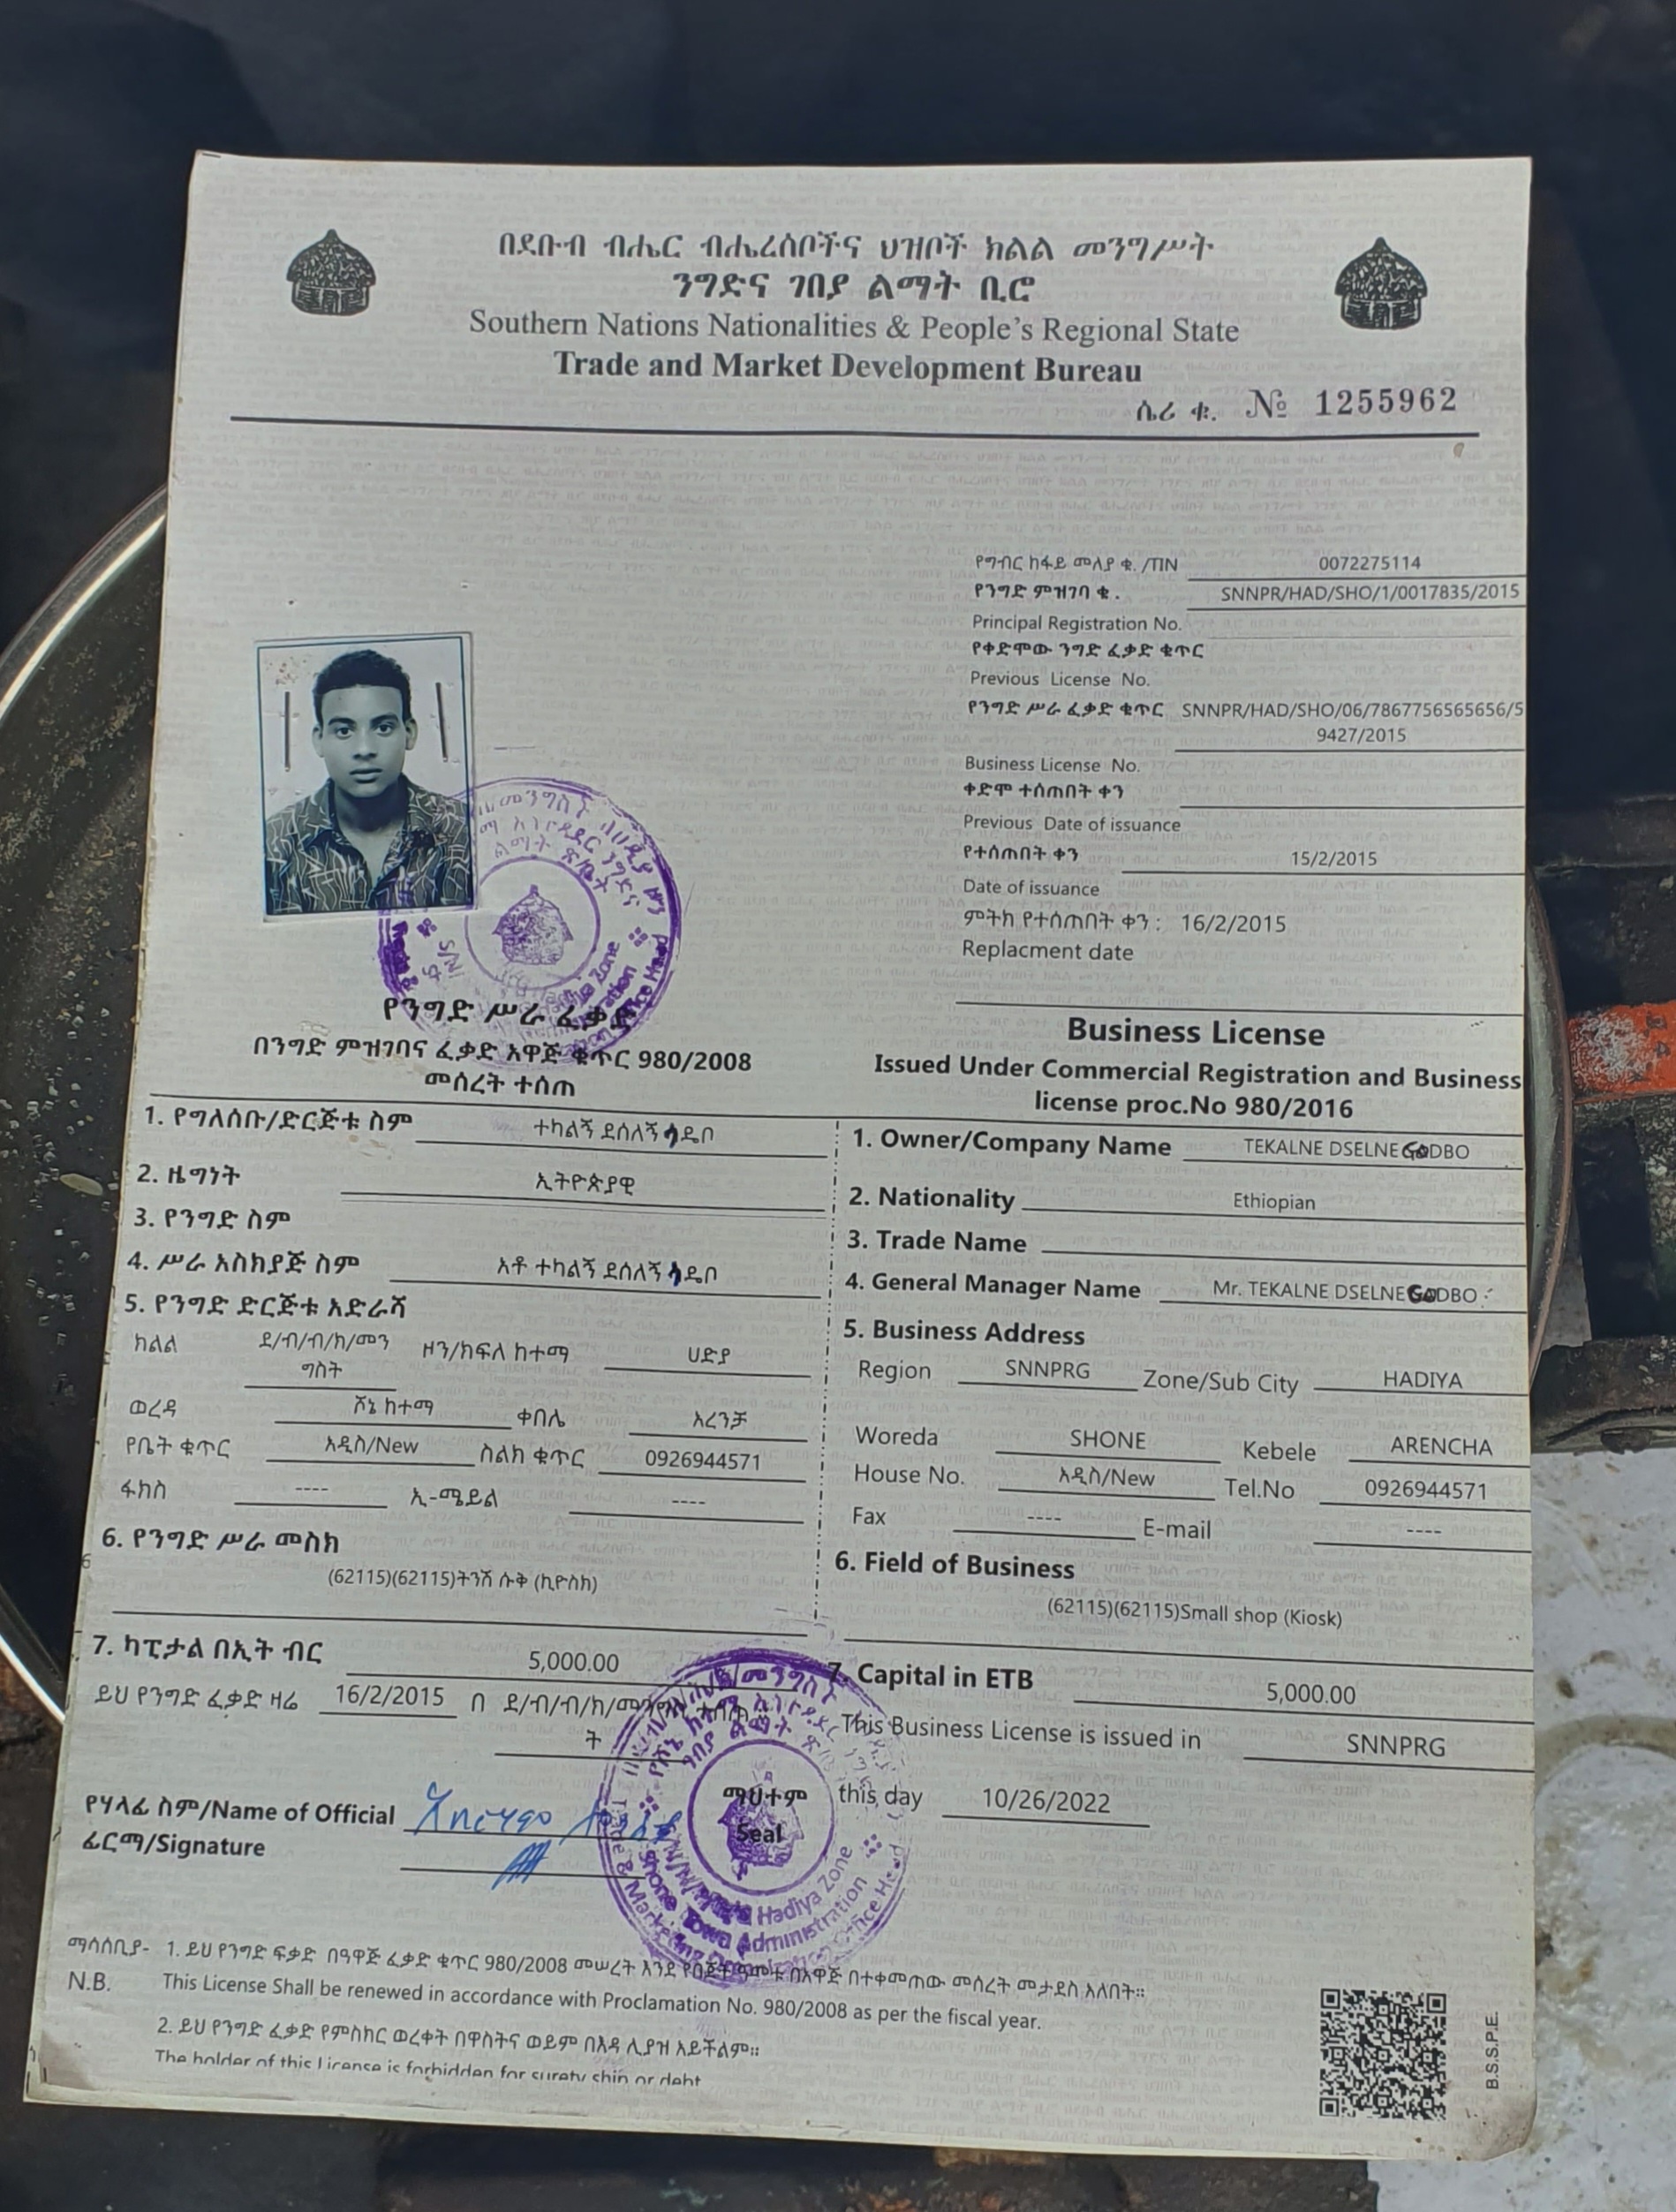 በደቡብ ብሔር ብሔረሰቦችና ህዝቦች ክልል መንግሥት
ንግድና ገበያ ልማት ቢሮ
Southern Nations Nationalities & People's Regional State
Trade and Market Development Bureau
ሴሪ ቁ. № 1255962
የግብር ከፋይ መለያ ቁ. /TIN 0072275114
የንግድ ምዝገባ ቁ. SNNPR/HAD/SHO/1/0017835/2015
Principal Registration No.
የቀድሞው ንግድ ፈቃድ ቁጥር
Previous License No.
የንግድ ሥራ ፈቃድ ቁጥር SNNPR/HAD/SHO/06/7867756565656/5
9427/2015
Business License No.
ቀድሞ ተሰጠበት ቀን
Previous Date of issuance
የተሰጠበት ቀን 15/2/2015
Date of issuance
ምትክ የተሰጠበት ቀን : 16/2/2015
Replacment date
የንግድ ሥራ ፈቃድ
በንግድ ምዝገባና ፈቃድ አዋጅ ቁጥር 980/2008
መሰረት ተሰጠ
Business License
Issued Under Commercial Registration and Business
license proc.No 980/2016
1. የግለሰቡ/ድርጅቱ ስም ተካልኝ ደሰለኝ ጎዴቦ
2. ዜግነት ኢትዮጵያዊ
3. የንግድ ስም
4. ሥራ አስኪያጅ ስም አቶ ተካልኝ ደሰለኝ ጎዴቦ
5. የንግድ ድርጅቱ አድራሻ
ክልል ደ/ብ/ብ/ክ/መን ዞን/ክፍለ ከተማ ሀድያ
ግስት
ወረዳ ሾኔ ከተማ ቀበሌ አረንቻ
የቤት ቁጥር አዲስ/New ስልክ ቁጥር 0926944571
ፋክስ ---- ኢ-ሜይል ----
6. የንግድ ሥራ መስክ
(62115)(62115)ትንሽ ሱቅ (ኪዮስክ)
7. ካፒታል በኢት ብር 5,000.00
ይህ የንግድ ፈቃድ ዛሬ 16/2/2015 በ ደ/ብ/ብ/ክ/መንግስ ተሰጠ
ት
1. Owner/Company Name TEKALNE DSELNE GODBO
2. Nationality Ethiopian
3. Trade Name
4. General Manager Name Mr. TEKALNE DSELNE GODBO
5. Business Address
Region SNNPRG Zone/Sub City HADIYA
Woreda SHONE Kebele ARENCHA
House No. አዲስ/New Tel.No 0926944571
Fax ---- E-mail ----
6. Field of Business
(62115)(62115)Small shop (Kiosk)
7. Capital in ETB 5,000.00
This Business License is issued in SNNPRG
this day 10/26/2022
የሃላፊ ስም/Name of Official
ፊርማ/Signature
ማህተም
Seal
Hadiya Zone
Shone Town Administration
ማሳሰቢያ- 1. ይህ የንግድ ፍቃድ በዓዋጅ ፈቃድ ቁጥር 980/2008 መሠረት እንደ የበጀት ዓመቱ በአዋጅ በተቀመጠው መሰረት መታደስ አለበት።
N.B. This License Shall be renewed in accordance with Proclamation No. 980/2008 as per the fiscal year.
2. ይህ የንግድ ፈቃድ የምስክር ወረቀት በዋስትና ወይም በእዳ ሊያዝ አይችልም።
The holder of this License is forbidden for surety ship or debt
B.S.S.P.E.